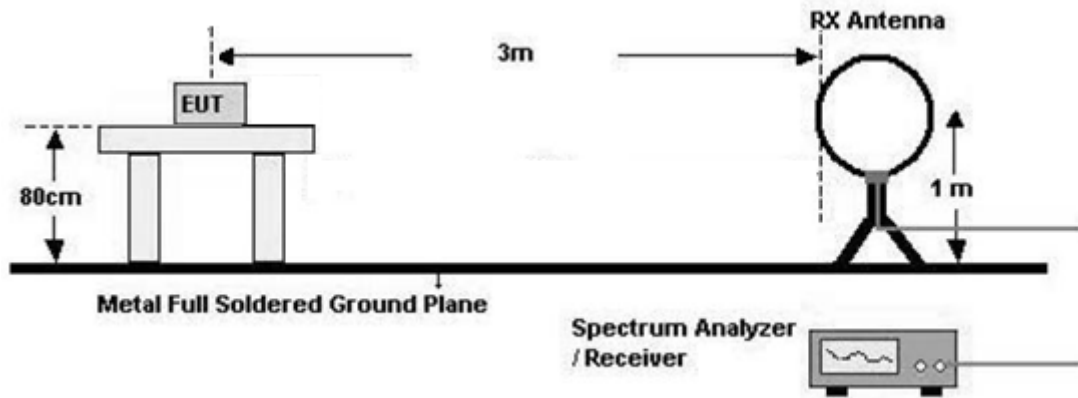 RX Antenna
3m
EUT
80cm
1 m
Metal Full Soldered Ground Plane
Spectrum Analyzer
/ Receiver